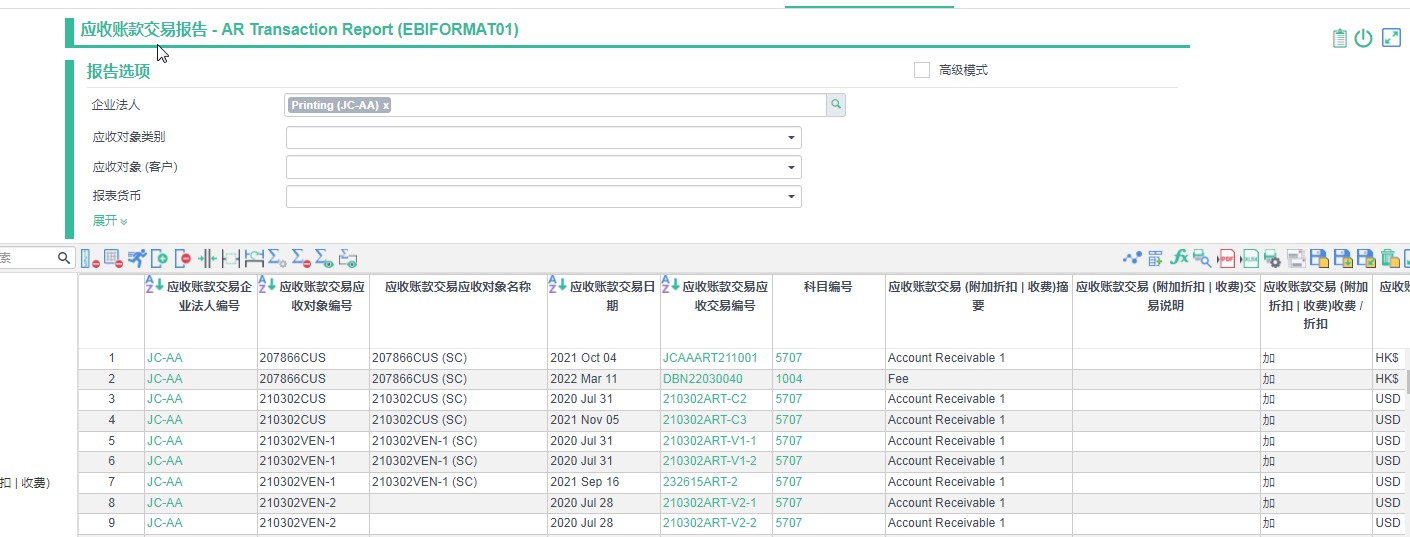 应收账款交易报告 - AR Transaction Report (EBIFORMAT01)
报告选项
高级模式
企业法人
Printing (JC-AA) x
应收对象类别
应收对象 (客户)
报表货币
展开
索
fx
PDF
XLSX
应收账款交易企业法人编号 应收账款交易应收对象编号 应收账款交易应收对象名称 应收账款交易日期 应收账款交易应收交易编号 科目编号 应收账款交易 (附加折扣 | 收费)摘要 应收账款交易 (附加折扣 | 收费)交易说明 应收账款交易 (附加折扣 | 收费)收费 / 折扣 应收
1 JC-AA 207866CUS 207866CUS (SC) 2021 Oct 04 JCAAART211001 5707 Account Receivable 1 加 HK$
2 JC-AA 207866CUS 207866CUS (SC) 2022 Mar 11 DBN22030040 1004 Fee 加 HK$
3 JC-AA 210302CUS 210302CUS (SC) 2020 Jul 31 210302ART-C2 5707 Account Receivable 1 加 USD
4 JC-AA 210302CUS 210302CUS (SC) 2021 Nov 05 210302ART-C3 5707 Account Receivable 1 加 USD
5 JC-AA 210302VEN-1 210302VEN-1 (SC) 2020 Jul 31 210302ART-V1-1 5707 Account Receivable 1 加 USD
6 JC-AA 210302VEN-1 210302VEN-1 (SC) 2020 Jul 31 210302ART-V1-2 5707 Account Receivable 1 加 USD
7 JC-AA 210302VEN-1 210302VEN-1 (SC) 2021 Sep 16 232615ART-2 5707 Account Receivable 1 加 USD
扣 | 收费)
8 JC-AA 210302VEN-2 2020 Jul 28 210302ART-V2-1 5707 Account Receivable 1 加 USD
9 JC-AA 210302VEN-2 2020 Jul 28 210302ART-V2-2 5707 Account Receivable 1 加 USD